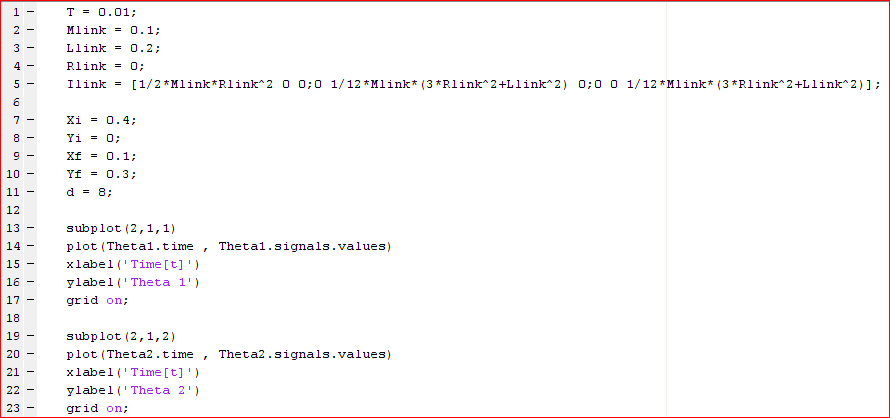 1 - T = 0.01;
2 - Mlink = 0.1;
3 - Llink = 0.2;
4 - Rlink = 0;
5 - Ilink = [1/2*Mlink*Rlink^2 0 0;0 1/12*Mlink*(3*Rlink^2+Llink^2) 0;0 0 1/12*Mlink*(3*Rlink^2+Llink^2)];
6
7 - Xi = 0.4;
8 - Yi = 0;
9 - Xf = 0.1;
10 - Yf = 0.3;
11 - d = 8;
12
13 - subplot(2,1,1)
14 - plot(Theta1.time , Theta1.signals.values)
15 - xlabel('Time[t]')
16 - ylabel('Theta 1')
17 - grid on;
18
19 - subplot(2,1,2)
20 - plot(Theta2.time , Theta2.signals.values)
21 - xlabel('Time[t]')
22 - ylabel('Theta 2')
23 - grid on;